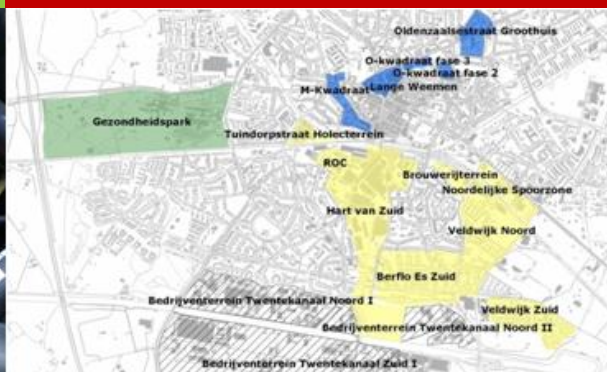 Oldenzaalsestraat Groothuis
O-kwadraat fase 3
O-kwadraat fase 2
M-Kwadraat
Lange Weemen
Gezondheidspark
Tuindorpstraat Holecterrein
ROC
Brouwerijterrein
Noordelijke Spoorzone
Hart van Zuid
Veldwijk Noord
Berflo Es Zuid
Bedrijventerrein Twentekanaal Noord I
Veldwijk Zuid
Bedrijventerrein Twentekanaal Noord II
Bedrijventerrein Twentekanaal Zuid I